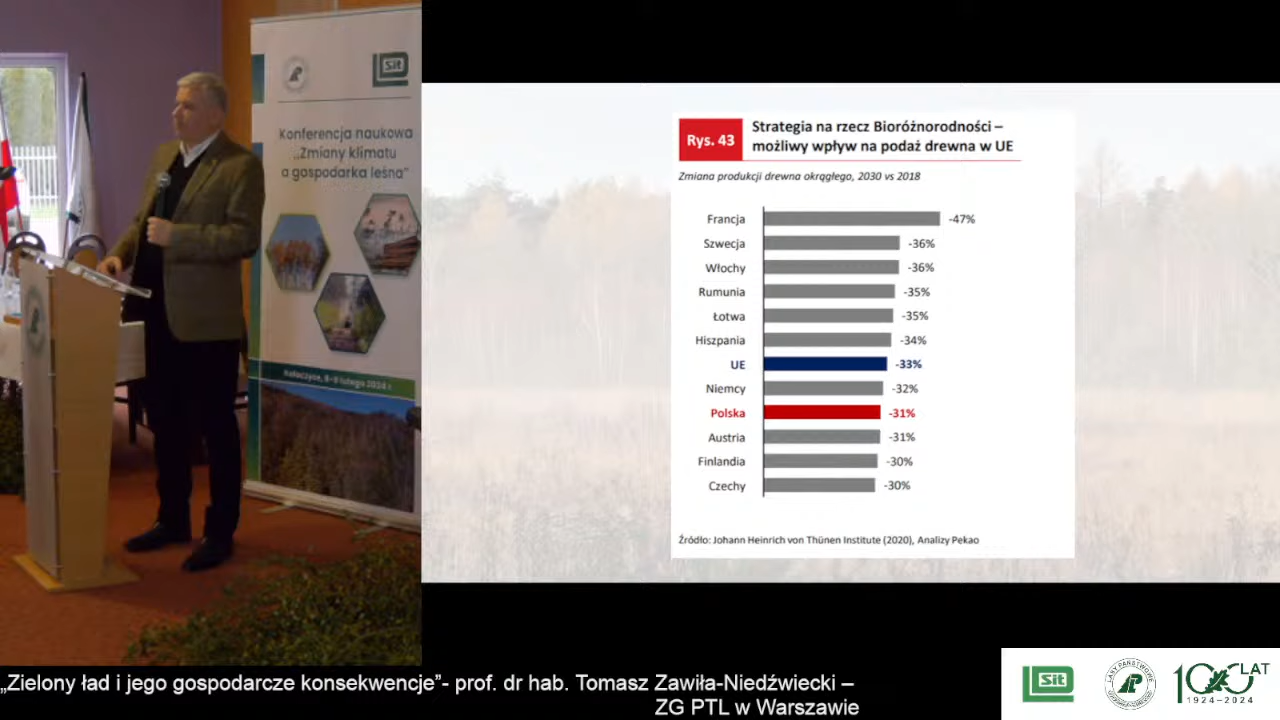 Sit
Konferencja naukowa
„Zmiany klimatu
a gospodarka leśna”
Rys. 43
Strategia na rzecz Bioróżnorodności –
możliwy wpływ na podaż drewna w UE
Zmiana produkcji drewna okrągłego, 2030 vs 2018
Francja -47%
Szwecja -36%
Włochy -36%
Rumunia -35%
Łotwa -35%
Hiszpania -34%
UE -33%
Niemcy -32%
Polska -31%
Austria -31%
Finlandia -30%
Czechy -30%
Źródło: Johann Heinrich von Thünen Institute (2020), Analizy Pekao
„Zielony ład i jego gospodarcze konsekwencje”- prof. dr hab. Tomasz Zawiła-Niedźwiecki –
ZG PTL w Warszawie
Sit
LASY PAŃSTWOWE
100 LAT
1924-2024